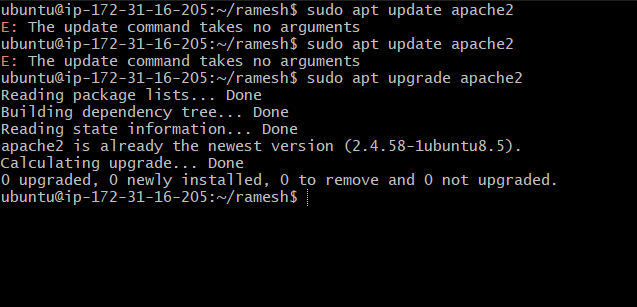 ubuntu@ip-172-31-16-205:~/ramesh$ sudo apt update apache2
E: The update command takes no arguments
ubuntu@ip-172-31-16-205:~/ramesh$ sudo apt update apache2
E: The update command takes no arguments
ubuntu@ip-172-31-16-205:~/ramesh$ sudo apt upgrade apache2
Reading package lists... Done
Building dependency tree... Done
Reading state information... Done
apache2 is already the newest version (2.4.58-1ubuntu8.5).
Calculating upgrade... Done
0 upgraded, 0 newly installed, 0 to remove and 0 not upgraded.
ubuntu@ip-172-31-16-205:~/ramesh$